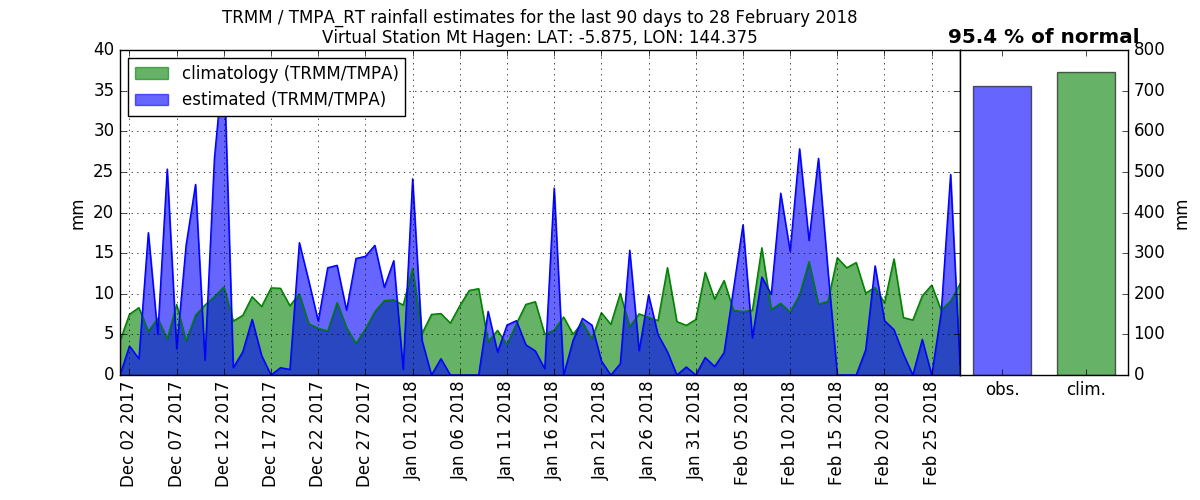 TRMM / TMPA_RT rainfall estimates for the last 90 days to 28 February 2018
Virtual Station Mt Hagen: LAT: -5.875, LON: 144.375
95.4 % of normal
climatology (TRMM/TMPA)
estimated (TRMM/TMPA)
40
35
30
25
20
15
10
5
0
mm
800
700
600
500
400
300
200
100
0
mm
obs.
clim.
Dec 02 2017
Dec 07 2017
Dec 12 2017
Dec 17 2017
Dec 22 2017
Dec 27 2017
Jan 01 2018
Jan 06 2018
Jan 11 2018
Jan 16 2018
Jan 21 2018
Jan 26 2018
Jan 31 2018
Feb 05 2018
Feb 10 2018
Feb 15 2018
Feb 20 2018
Feb 25 2018